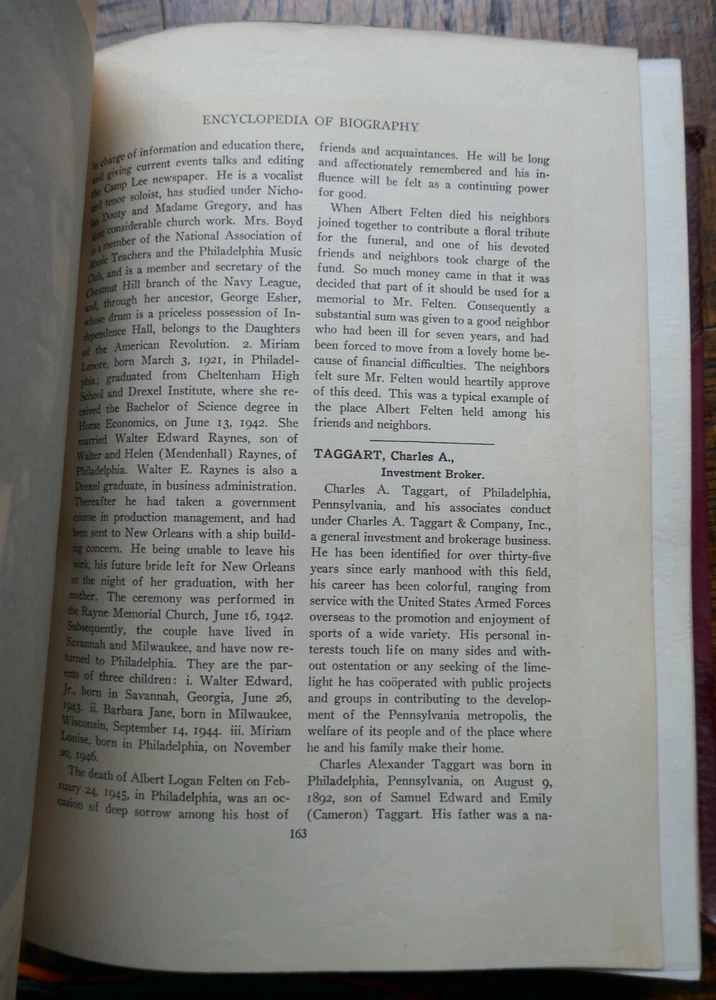 ENCYCLOPEDIA OF BIOGRAPHY
in charge of information and education there,
and giving current events talks and editing
the Camp Lee newspaper. He is a vocalist
and tenor soloist, has studied under Nicho-
las Douty and Madame Gregory, and has
done considerable church work. Mrs. Boyd
is a member of the National Association of
Music Teachers and the Philadelphia Music
Club, and is a member and secretary of the
Chestnut Hill branch of the Navy League,
and, through her ancestor, George Esher,
whose drum is a priceless possession of In-
dependence Hall, belongs to the Daughters
of the American Revolution. 2. Miriam
Lenore, born March 3, 1921, in Philadel-
phia; graduated from Cheltenham High
School and Drexel Institute, where she re-
ceived the Bachelor of Science degree in
Home Economics, on June 13, 1942. She
married Walter Edward Raynes, son of
Walter and Helen (Mendenhall) Raynes, of
Philadelphia. Walter E. Raynes is also a
Drexel graduate, in business administration.
Thereafter he had taken a government
course in production management, and had
been sent to New Orleans with a ship build-
ing concern. He being unable to leave his
work, his future bride left for New Orleans
on the night of her graduation, with her
mother. The ceremony was performed in
the Rayne Memorial Church, June 16, 1942.
Subsequently, the couple have lived in
Savannah and Milwaukee, and have now re-
turned to Philadelphia. They are the par-
ents of three children: i. Walter Edward,
Jr., born in Savannah, Georgia, June 26,
1943. ii. Barbara Jane, born in Milwaukee,
Wisconsin, September 14, 1944. iii. Miriam
Louise, born in Philadelphia, on November
20, 1946.
The death of Albert Logan Felten on Feb-
ruary 24, 1945, in Philadelphia, was an oc-
casion of deep sorrow among his host of
friends and acquaintances. He will be long
and affectionately remembered and his in-
fluence will be felt as a continuing power
for good.
When Albert Felten died his neighbors
joined together to contribute a floral tribute
for the funeral, and one of his devoted
friends and neighbors took charge of the
fund. So much money came in that it was
decided that part of it should be used for a
memorial to Mr. Felten. Consequently a
substantial sum was given to a good neighbor
who had been ill for seven years, and had
been forced to move from a lovely home be-
cause of financial difficulties. The neighbors
felt sure Mr. Felten would heartily approve
of this deed. This was a typical example of
the place Albert Felten held among his
friends and neighbors.
TAGGART, Charles A.,
Investment Broker.
Charles A. Taggart, of Philadelphia,
Pennsylvania, and his associates conduct
under Charles A. Taggart & Company, Inc.,
a general investment and brokerage business.
He has been identified for over thirty-five
years since early manhood with this field,
his career has been colorful, ranging from
service with the United States Armed Forces
overseas to the promotion and enjoyment of
sports of a wide variety. His personal in-
terests touch life on many sides and with-
out ostentation or any seeking of the lime-
light he has coöperated with public projects
and groups in contributing to the develop-
ment of the Pennsylvania metropolis, the
welfare of its people and of the place where
he and his family make their home.
Charles Alexander Taggart was born in
Philadelphia, Pennsylvania, on August 9,
1892, son of Samuel Edward and Emily
(Cameron) Taggart. His father was a na-
163